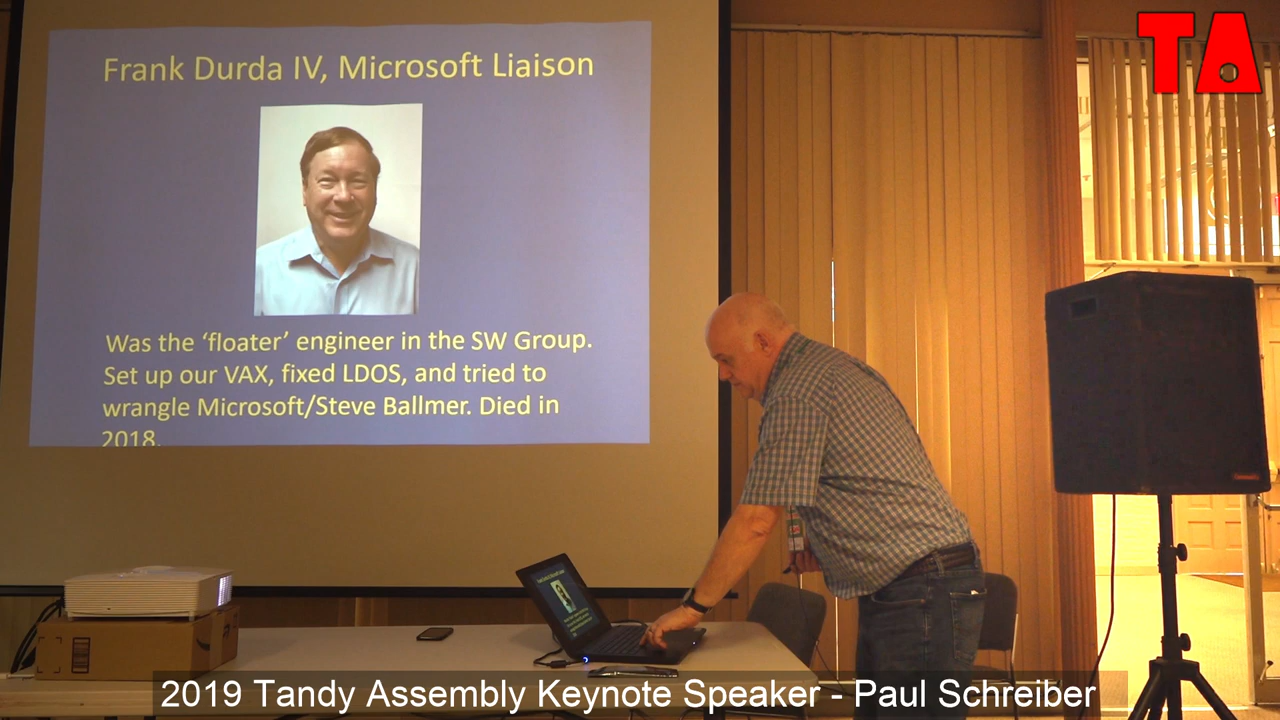 Frank Durda IV, Microsoft Liaison
Was the ‘floater’ engineer in the SW Group.
Set up our VAX, fixed LDOS, and tried to
wrangle Microsoft/Steve Ballmer. Died in
2018.
TA
2019 Tandy Assembly Keynote Speaker - Paul Schreiber